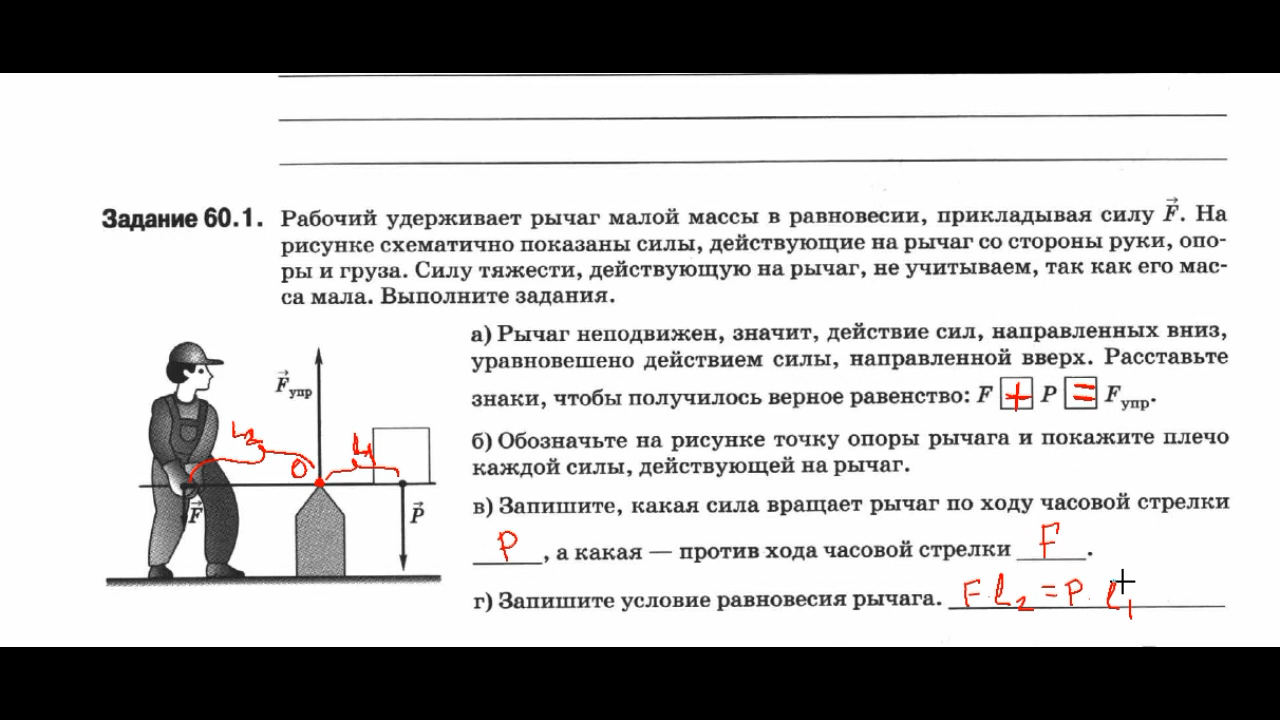 Задание 60.1. Рабочий удерживает рычаг малой массы в равновесии, прикладывая силу F⃗. На
рисунке схематично показаны силы, действующие на рычаг со стороны руки, опо-
ры и груза. Силу тяжести, действующую на рычаг, не учитываем, так как его мас-
са мала. Выполните задания.
а) Рычаг неподвижен, значит, действие сил, направленных вниз,
уравновешено действием силы, направленной вверх. Расставьте
знаки, чтобы получилось верное равенство: F + P = Fупр.
б) Обозначьте на рисунке точку опоры рычага и покажите плечо
каждой силы, действующей на рычаг.
в) Запишите, какая сила вращает рычаг по ходу часовой стрелки
P, а какая — против хода часовой стрелки F.
г) Запишите условие равновесия рычага. F l₂ = P l₁
F⃗упр
L₂
O
L₁
F⃗
P⃗